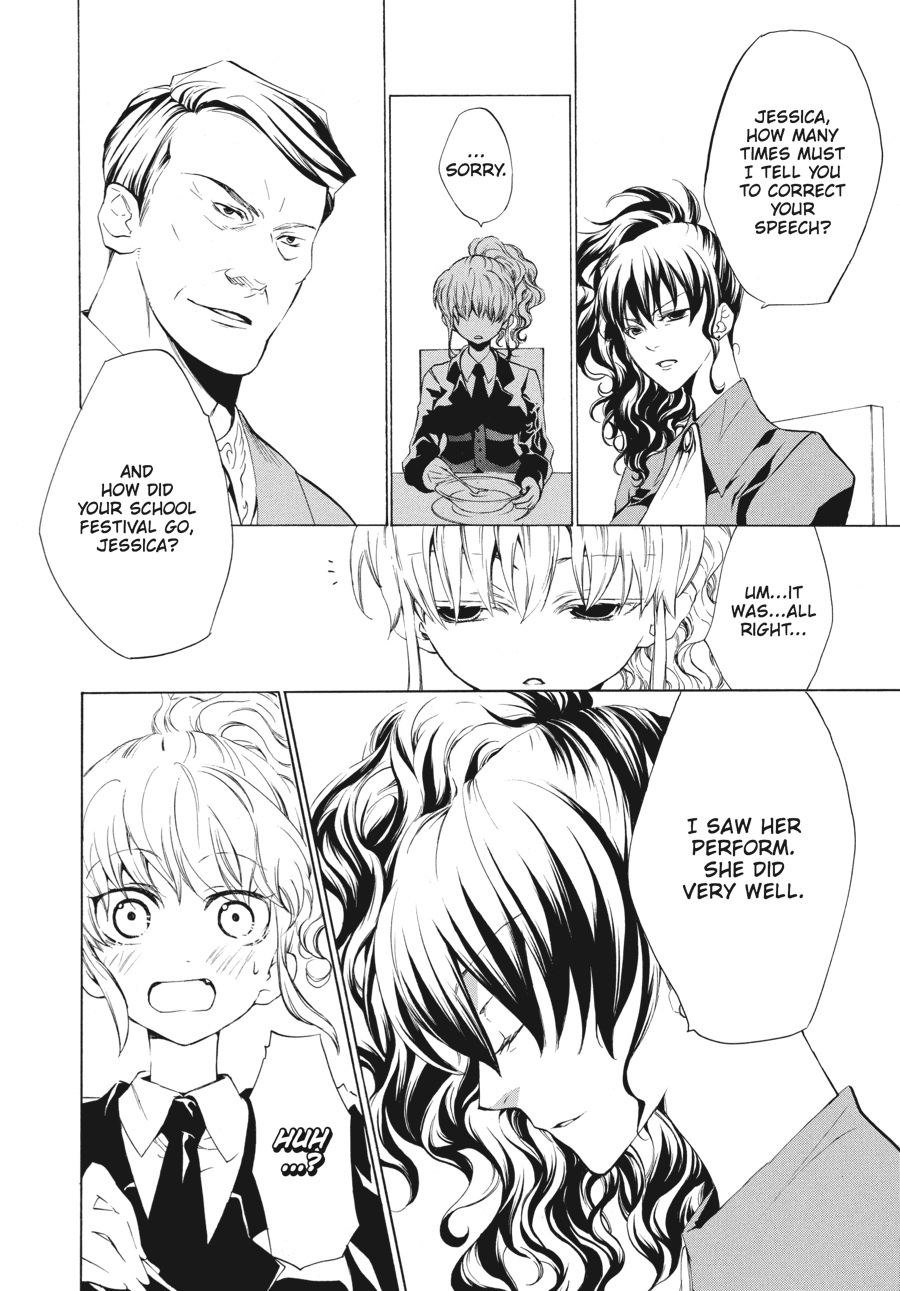 JESSICA,
HOW MANY
TIMES MUST
I TELL YOU
TO CORRECT
YOUR
SPEECH?
...
SORRY.
AND
HOW DID
YOUR SCHOOL
FESTIVAL GO,
JESSICA?
UM...IT
WAS...ALL
RIGHT...
I SAW HER
PERFORM.
SHE DID
VERY WELL.
HUH
...?